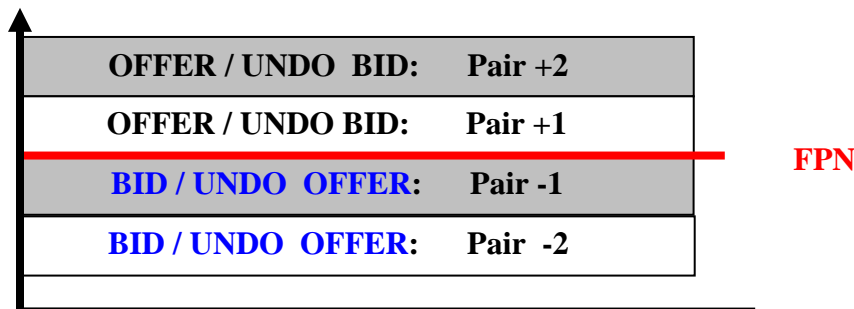 OFFER / UNDO BID: Pair +2
OFFER / UNDO BID: Pair +1
FPN
BID / UNDO OFFER: Pair -1
BID / UNDO OFFER: Pair -2